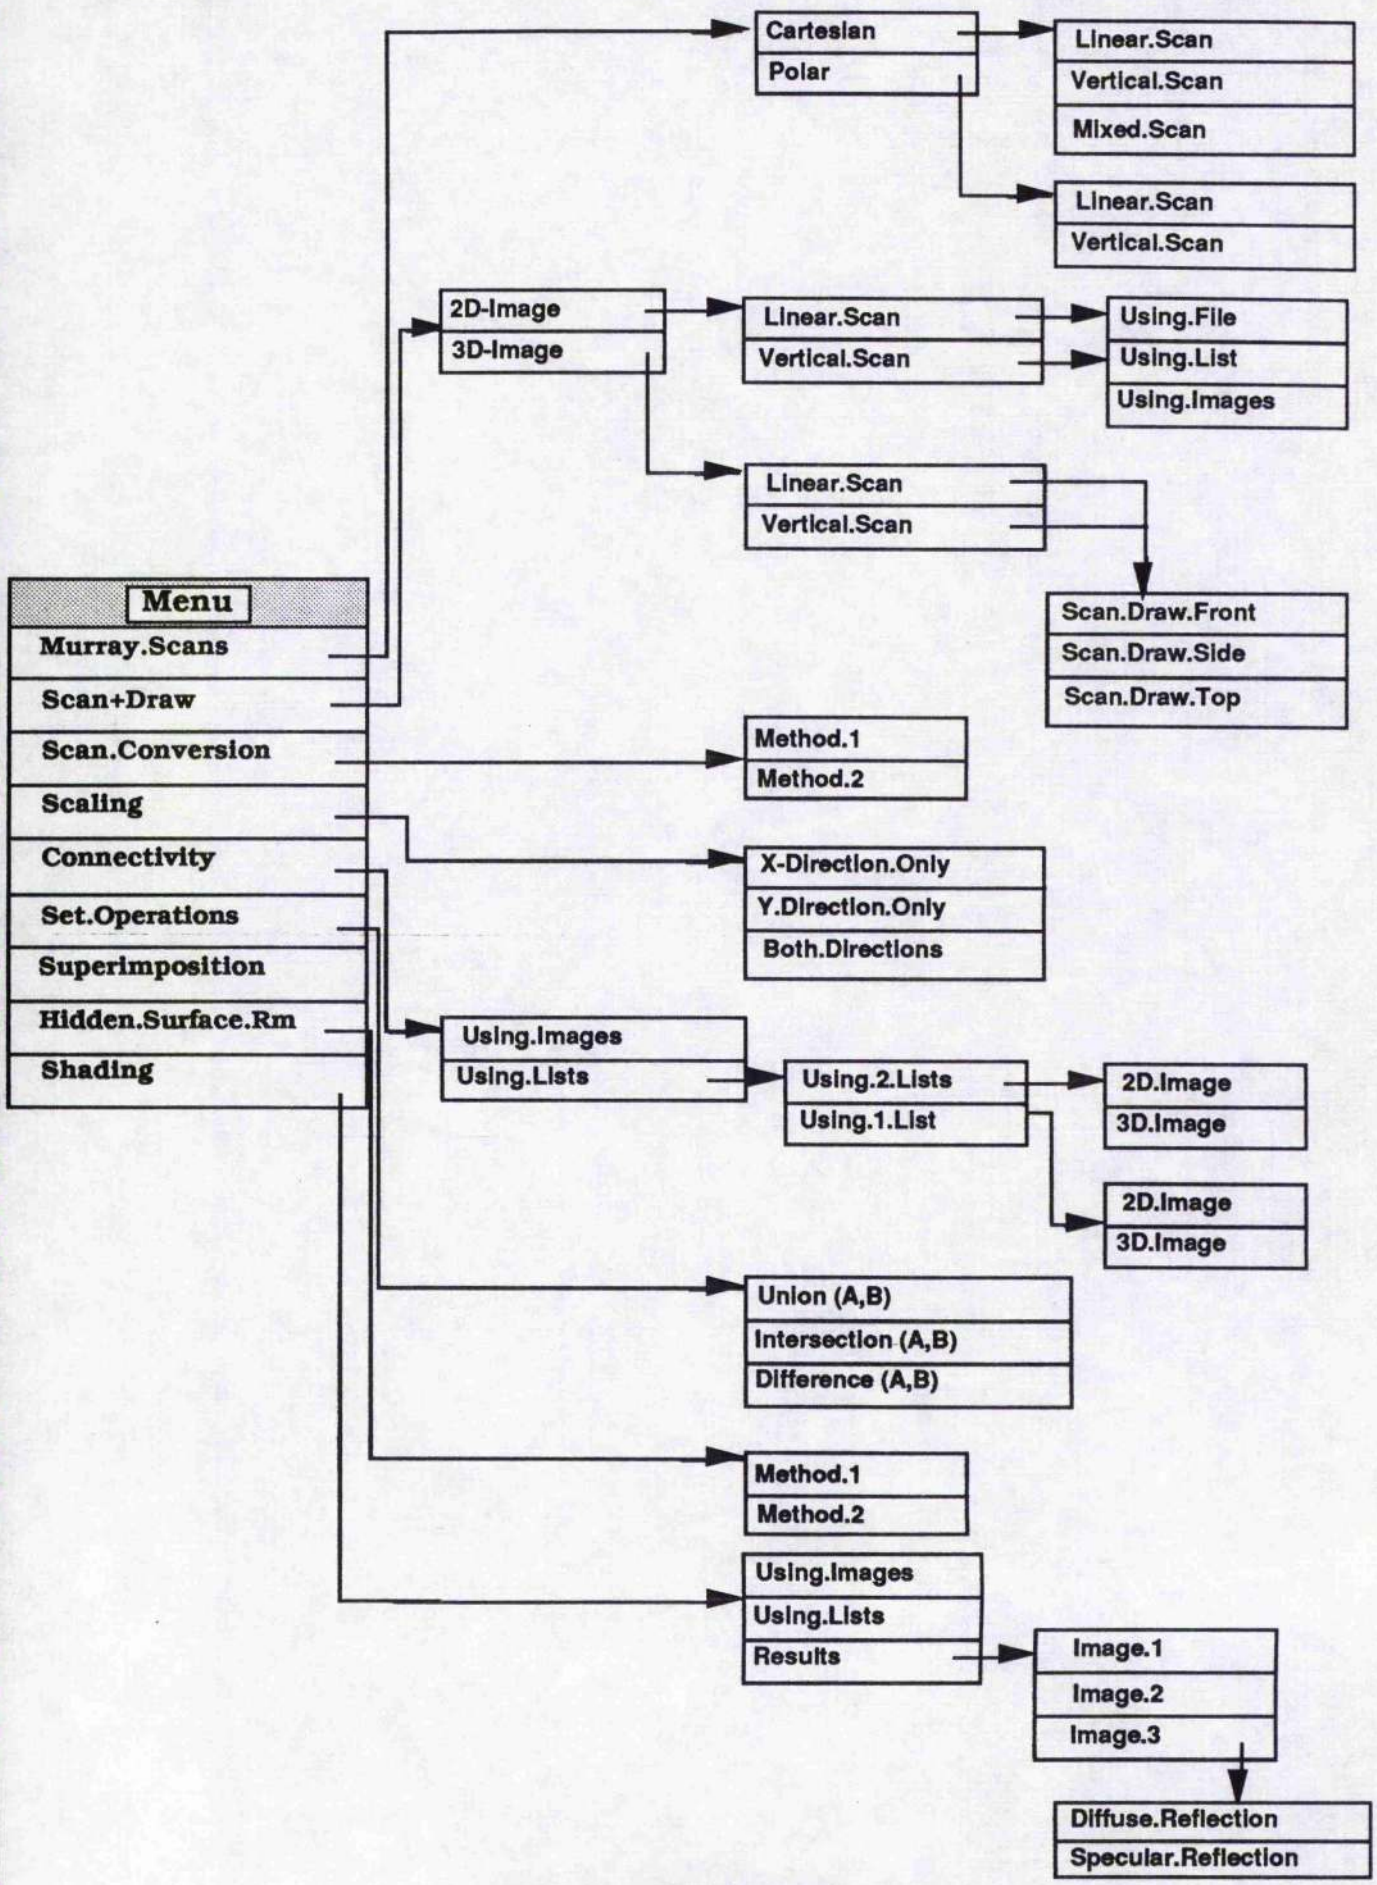 Cartesian
Polar
Linear.Scan
Vertical.Scan
Mixed.Scan
Linear.Scan
Vertical.Scan
2D-Image
3D-Image
Linear.Scan
Vertical.Scan
Using.File
Using.List
Using.Images
Linear.Scan
Vertical.Scan
Scan.Draw.Front
Scan.Draw.Side
Scan.Draw.Top
Menu
Murray.Scans
Scan+Draw
Scan.Conversion
Scaling
Connectivity
Set.Operations
Superimposition
Hidden.Surface.Rm
Shading
Method.1
Method.2
X-Direction.Only
Y.Direction.Only
Both.Directions
Using.Images
Using.Lists
Using.2.Lists
Using.1.List
2D.Image
3D.Image
2D.Image
3D.Image
Union (A,B)
Intersection (A,B)
Difference (A,B)
Method.1
Method.2
Using.Images
Using.Lists
Results
Image.1
Image.2
Image.3
Diffuse.Reflection
Specular.Reflection